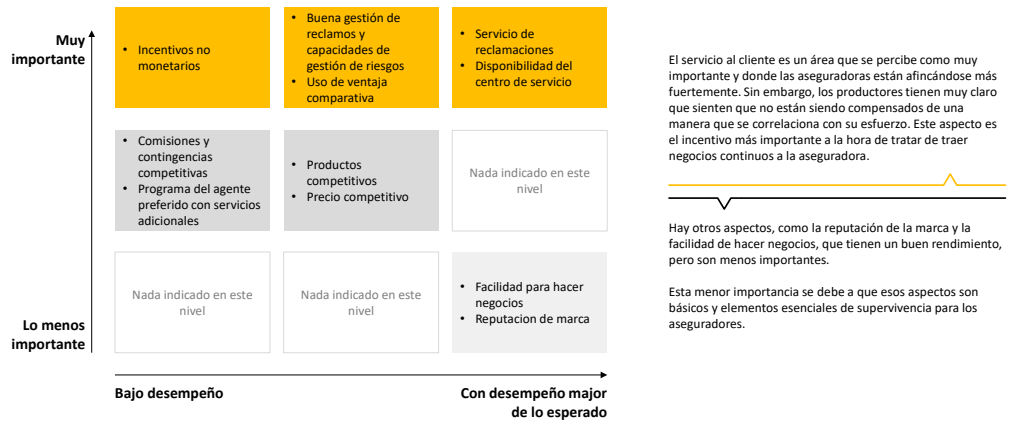 Muy
importante
• Incentivos no
monetarios
• Buena gestión de
reclamos y
capacidades de
gestión de riesgos
• Uso de ventaja
comparativa
• Servicio de
reclamaciones
• Disponibilidad del
centro de servicio
• Comisiones y
contingencias
competitivas
• Programa del agente
preferido con servicios
adicionales
• Productos
competitivos
• Precio competitivo
Nada indicado en este
nivel
Nada indicado en este
nivel
Nada indicado en este
nivel
• Facilidad para hacer
negocios
• Reputacion de marca
Lo menos
importante
Bajo desempeño
Con desempeño major
de lo esperado
El servicio al cliente es un área que se percibe como muy
importante y donde las aseguradoras están afincándose más
fuertemente. Sin embargo, los productores tienen muy claro
que sienten que no están siendo compensados de una
manera que se correlaciona con su esfuerzo. Este aspecto es
el incentivo más importante a la hora de tratar de traer
negocios continuos a la aseguradora.
Hay otros aspectos, como la reputación de la marca y la
facilidad de hacer negocios, que tienen un buen rendimiento,
pero son menos importantes.
Esta menor importancia se debe a que esos aspectos son
básicos y elementos esenciales de supervivencia para los
aseguradores.